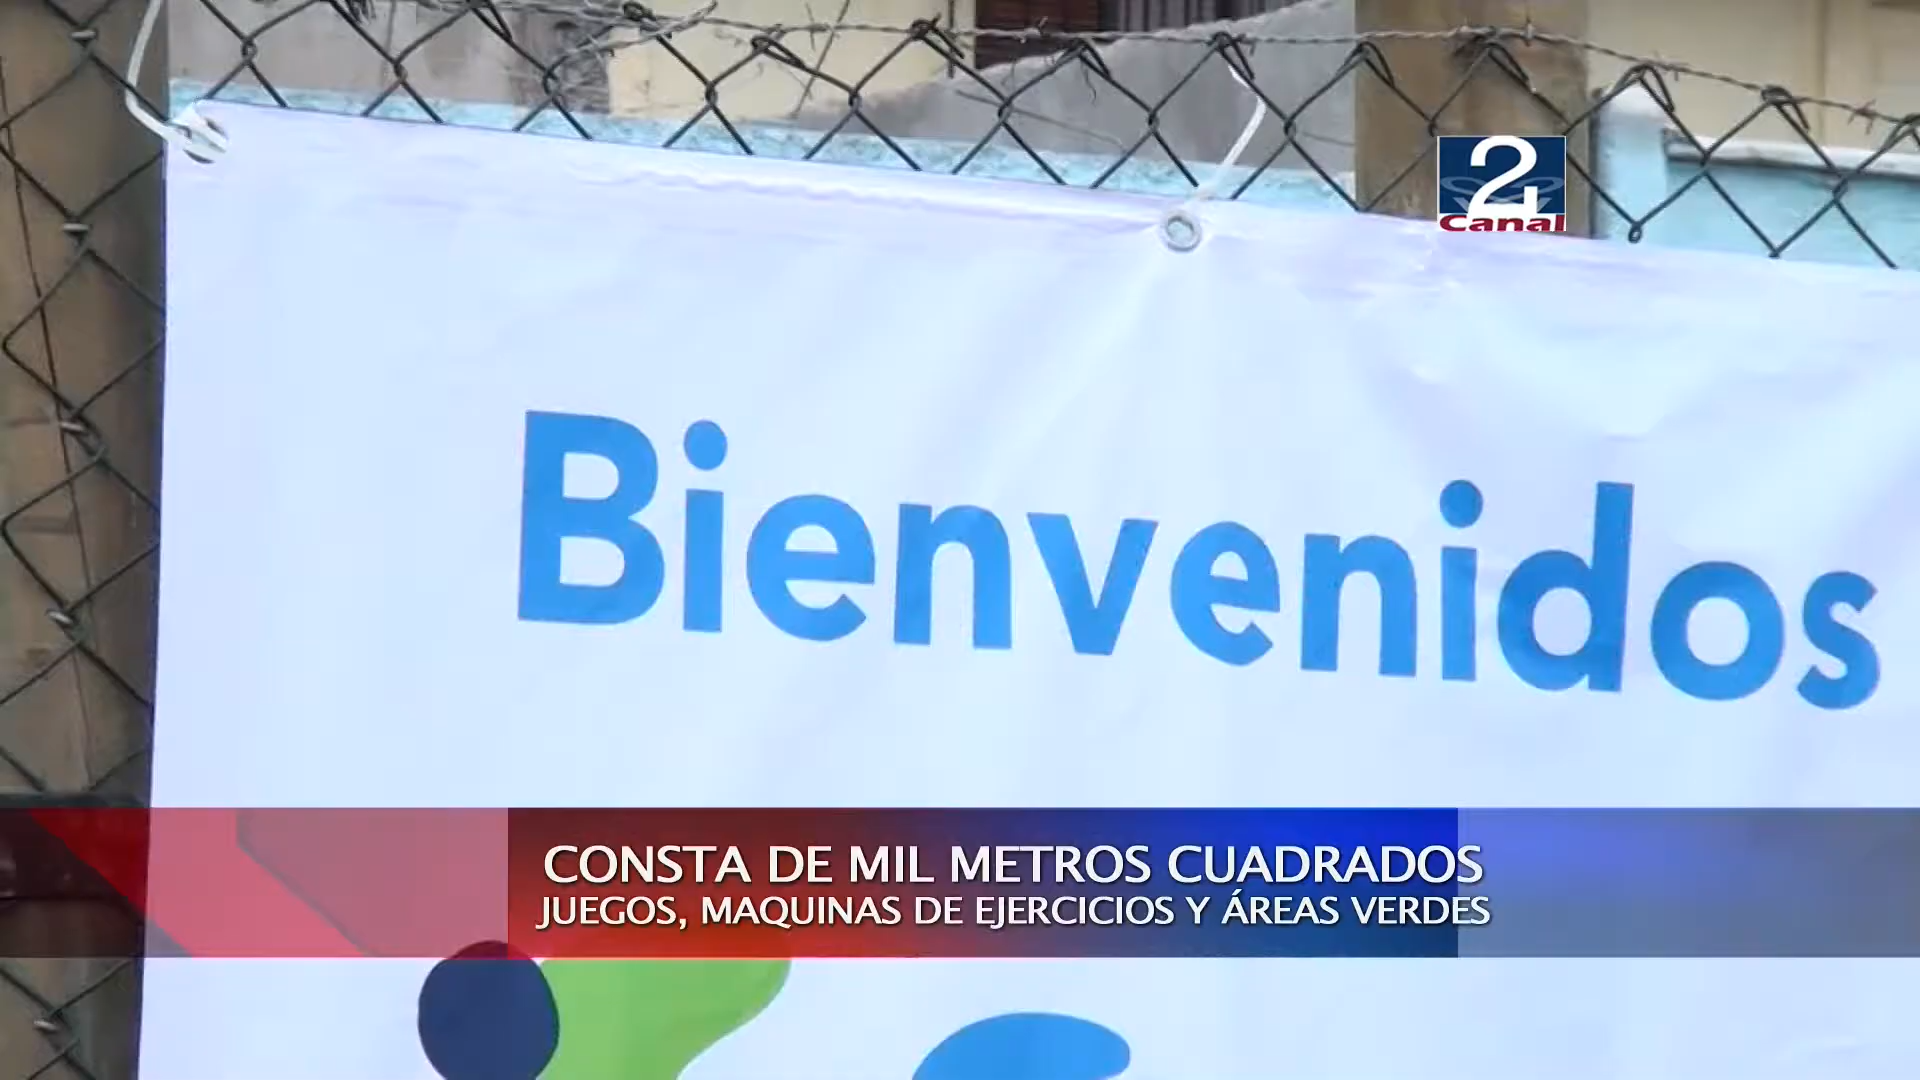 2
Canal
Bienvenidos
CONSTA DE MIL METROS CUADRADOS
JUEGOS, MAQUINAS DE EJERCICIOS Y ÁREAS VERDES